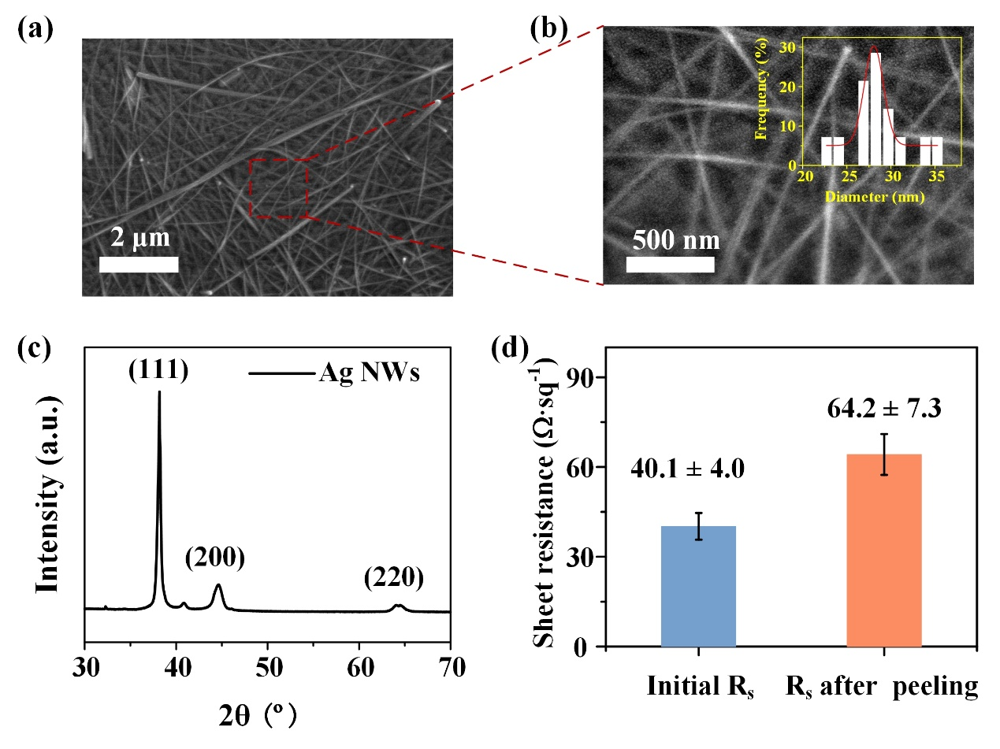 (a)
2 μm
(b)
500 nm
Frequency (%)
30
20
10
0
20 25 30 35
Diameter (nm)
(c)
Intensity (a.u.)
(111)
Ag NWs
(200)
(220)
30 40 50 60 70
2θ (°)
(d)
Sheet resistance (Ω·sq⁻¹)
90
60
30
0
40.1 ± 4.0
64.2 ± 7.3
Initial Rₛ
Rₛ after peeling